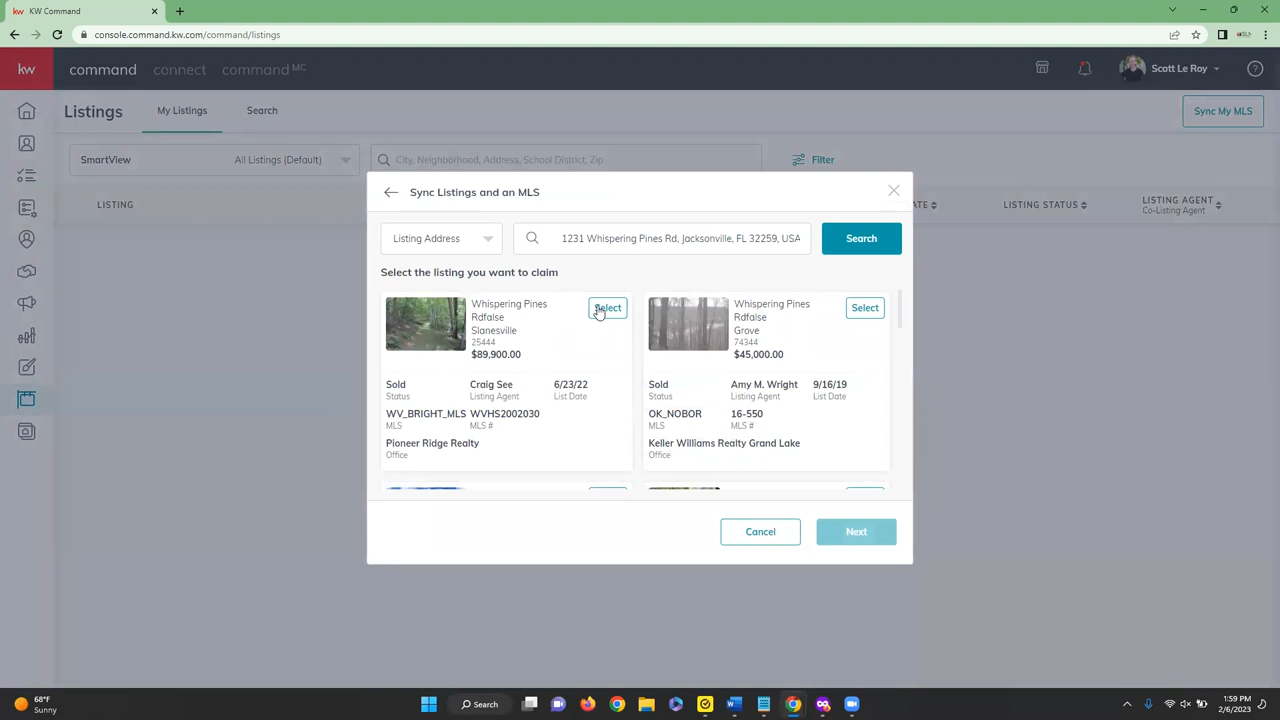 KW Command
console.command.kw.com/command/listings
kw command connect command MC
Scott Le Roy
Listings My Listings Search Sync My MLS
SmartView All Listings (Default) City, Neighborhood, Address, School District, Zip Filter
LISTING ATE LISTING STATUS LISTING AGENT
Co-Listing Agent
Sync Listings and an MLS
Listing Address 1231 Whispering Pines Rd, Jacksonville, FL 32259, USA Search
Select the listing you want to claim
Whispering Pines
Rdfalse
Slanesville
25444
$89,900.00
Select
Sold Craig See 6/23/22
Status Listing Agent List Date
WV_BRIGHT_MLS WVHS2002030
MLS MLS #
Pioneer Ridge Realty
Office
Whispering Pines
Rdfalse
Grove
74344
$45,000.00
Select
Sold Amy M. Wright 9/16/19
Status Listing Agent List Date
OK_NOBOR 16-550
MLS MLS #
Keller Williams Realty Grand Lake
Office
Cancel Next
68°F
Sunny
Search
1:59 PM
2/6/2023